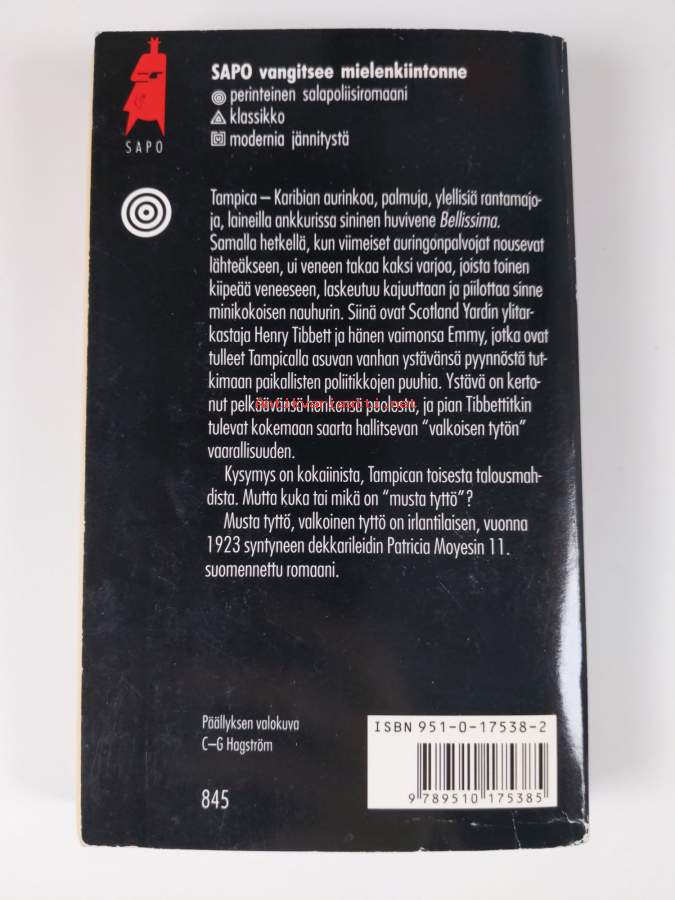 SAPO vangitsee mielenkiintonne
perinteinen salapoliisiromaani
klassikko
modernia jännitystä
SAPO
Tampica – Karibian aurinkoa, palmuja, ylellisiä rantamajo-
ja, laineilla ankkurissa sininen huvivene Bellissima.
Samalla hetkellä, kun viimeiset auringonpalvojat nousevat
lähteäkseen, ui veneen takaa kaksi varjoa, joista toinen
kiipeää veneeseen, laskeutuu kajuuttaan ja piilottaa sinne
minikokoisen nauhurin. Siinä ovat Scotland Yardin ylitar-
kastaja Henry Tibbett ja hänen vaimonsa Emmy, jotka ovat
tulleet Tampicalla asuvan vanhan ystävänsä pyynnöstä tut-
kimaan paikallisten poliitikkojen puuhia. Ystävä on kerto-
nut pelkäävänsä henkensä puolesta, ja pian Tibbettitkin
tulevat kokemaan saarta hallitsevan "valkoisen tytön"
vaarallisuuden.
Kysymys on kokaiinista, Tampican toisesta talousmah-
dista. Mutta kuka tai mikä on "musta tyttö"?
Musta tyttö, valkoinen tyttö on irlantilaisen, vuonna
1923 syntyneen dekkarileidin Patricia Moyesin 11.
suomennettu romaani.
Päällyksen valokuva
C–G Hagström
845
ISBN 951-0-17538-2
9 789510 175385